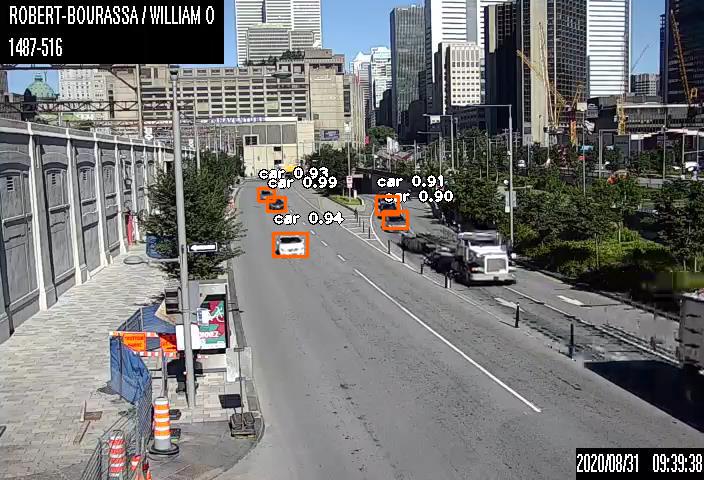 ROBERT-BOURASSA / WILLIAM O
1487-516
BONAVENTURE
car 0.93
car 0.99
car 0.94
car 0.91
car 0.90
2020/08/31 09:39:38